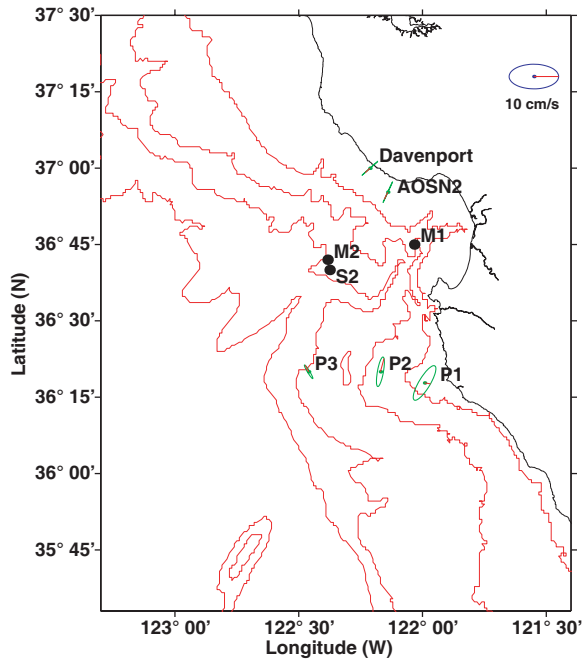 37° 30’
37° 15’
37° 00’
36° 45’
36° 30’
36° 15’
36° 00’
35° 45’
Latitude (N)
10 cm/s
Davenport
AOSN2
M1
M2
S2
P3
P2
P1
123° 00’
122° 30’
122° 00’
121° 30’
Longitude (W)